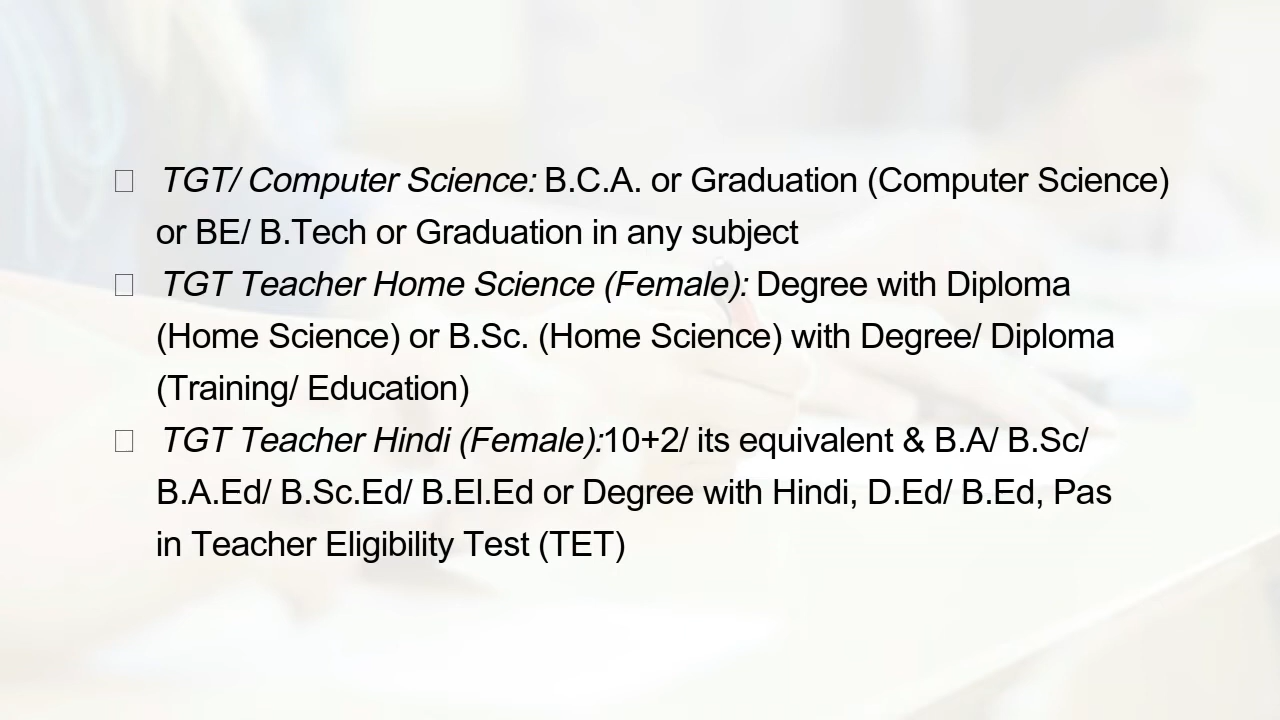 □ TGT/ Computer Science: B.C.A. or Graduation (Computer Science)
or BE/ B.Tech or Graduation in any subject
□ TGT Teacher Home Science (Female): Degree with Diploma
(Home Science) or B.Sc. (Home Science) with Degree/ Diploma
(Training/ Education)
□ TGT Teacher Hindi (Female):10+2/ its equivalent & B.A/ B.Sc/
B.A.Ed/ B.Sc.Ed/ B.El.Ed or Degree with Hindi, D.Ed/ B.Ed, Pas
in Teacher Eligibility Test (TET)